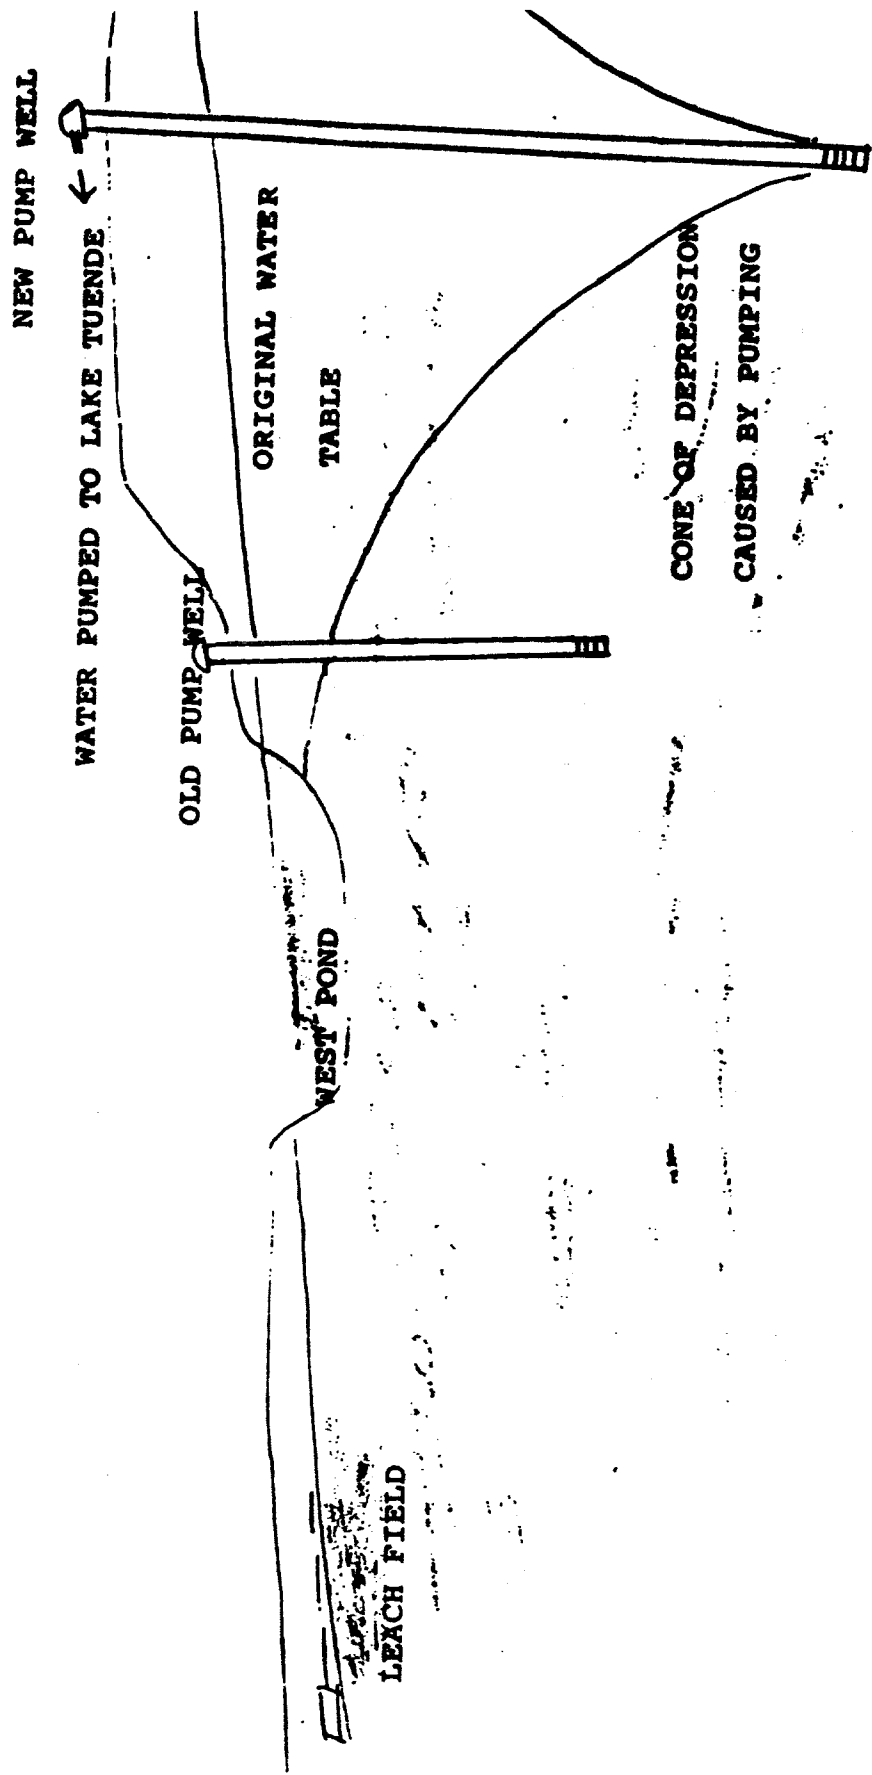 NEW PUMP WELL
WATER PUMPED TO LAKE TUENDE
OLD PUMP WELL
ORIGINAL WATER
TABLE
WEST POND
LEACH FIELD
CONE OF DEPRESSION
CAUSED BY PUMPING